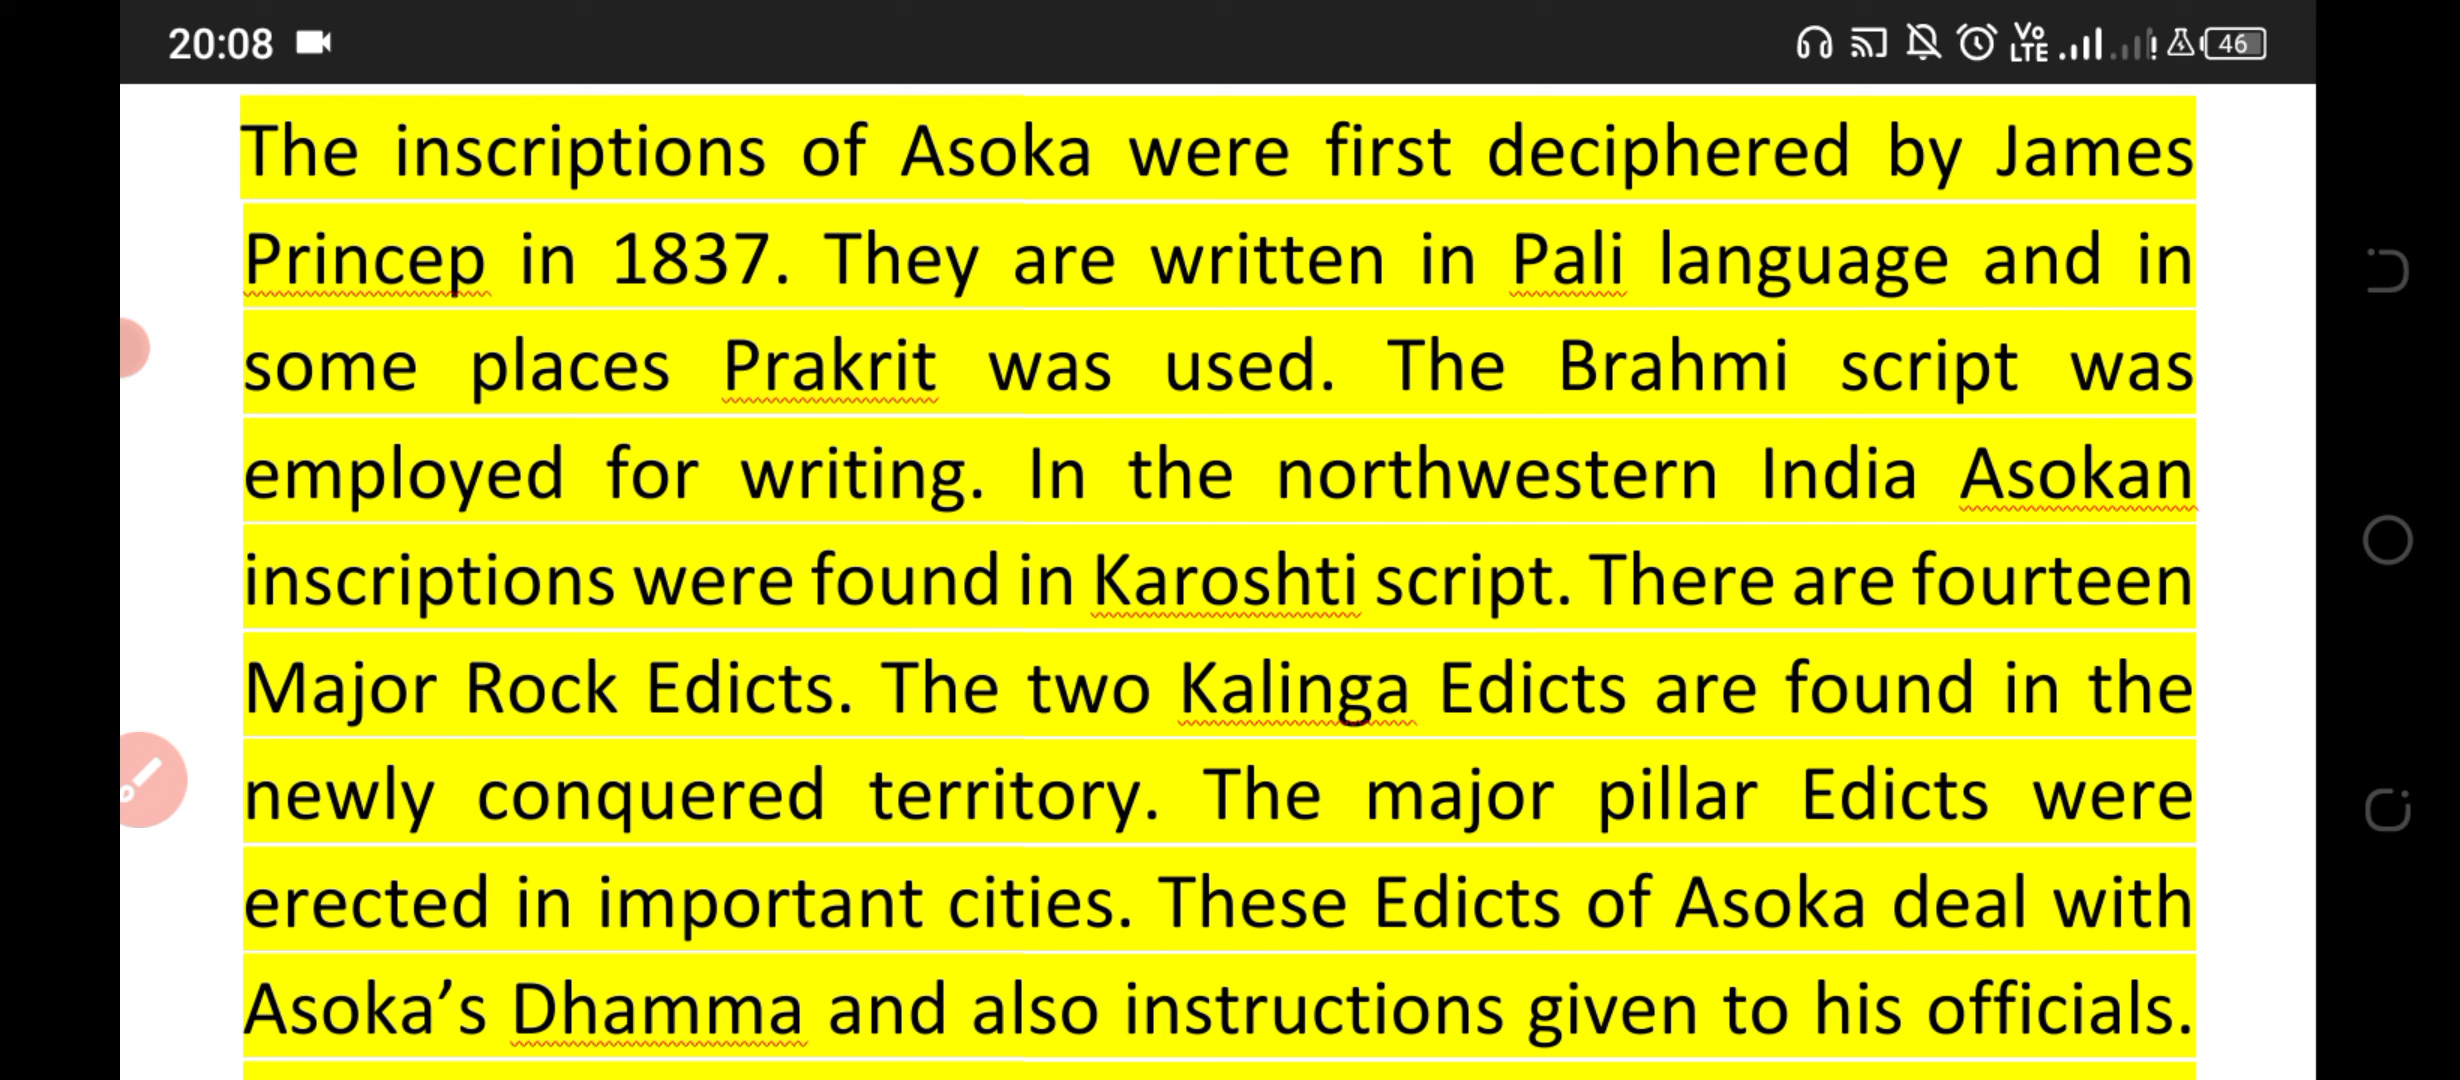 20:08
Vo LTE 46
The inscriptions of Asoka were first deciphered by James
Princep in 1837. They are written in Pali language and in
some places Prakrit was used. The Brahmi script was
employed for writing. In the northwestern India Asokan
inscriptions were found in Karoshti script. There are fourteen
Major Rock Edicts. The two Kalinga Edicts are found in the
newly conquered territory. The major pillar Edicts were
erected in important cities. These Edicts of Asoka deal with
Asoka’s Dhamma and also instructions given to his officials.